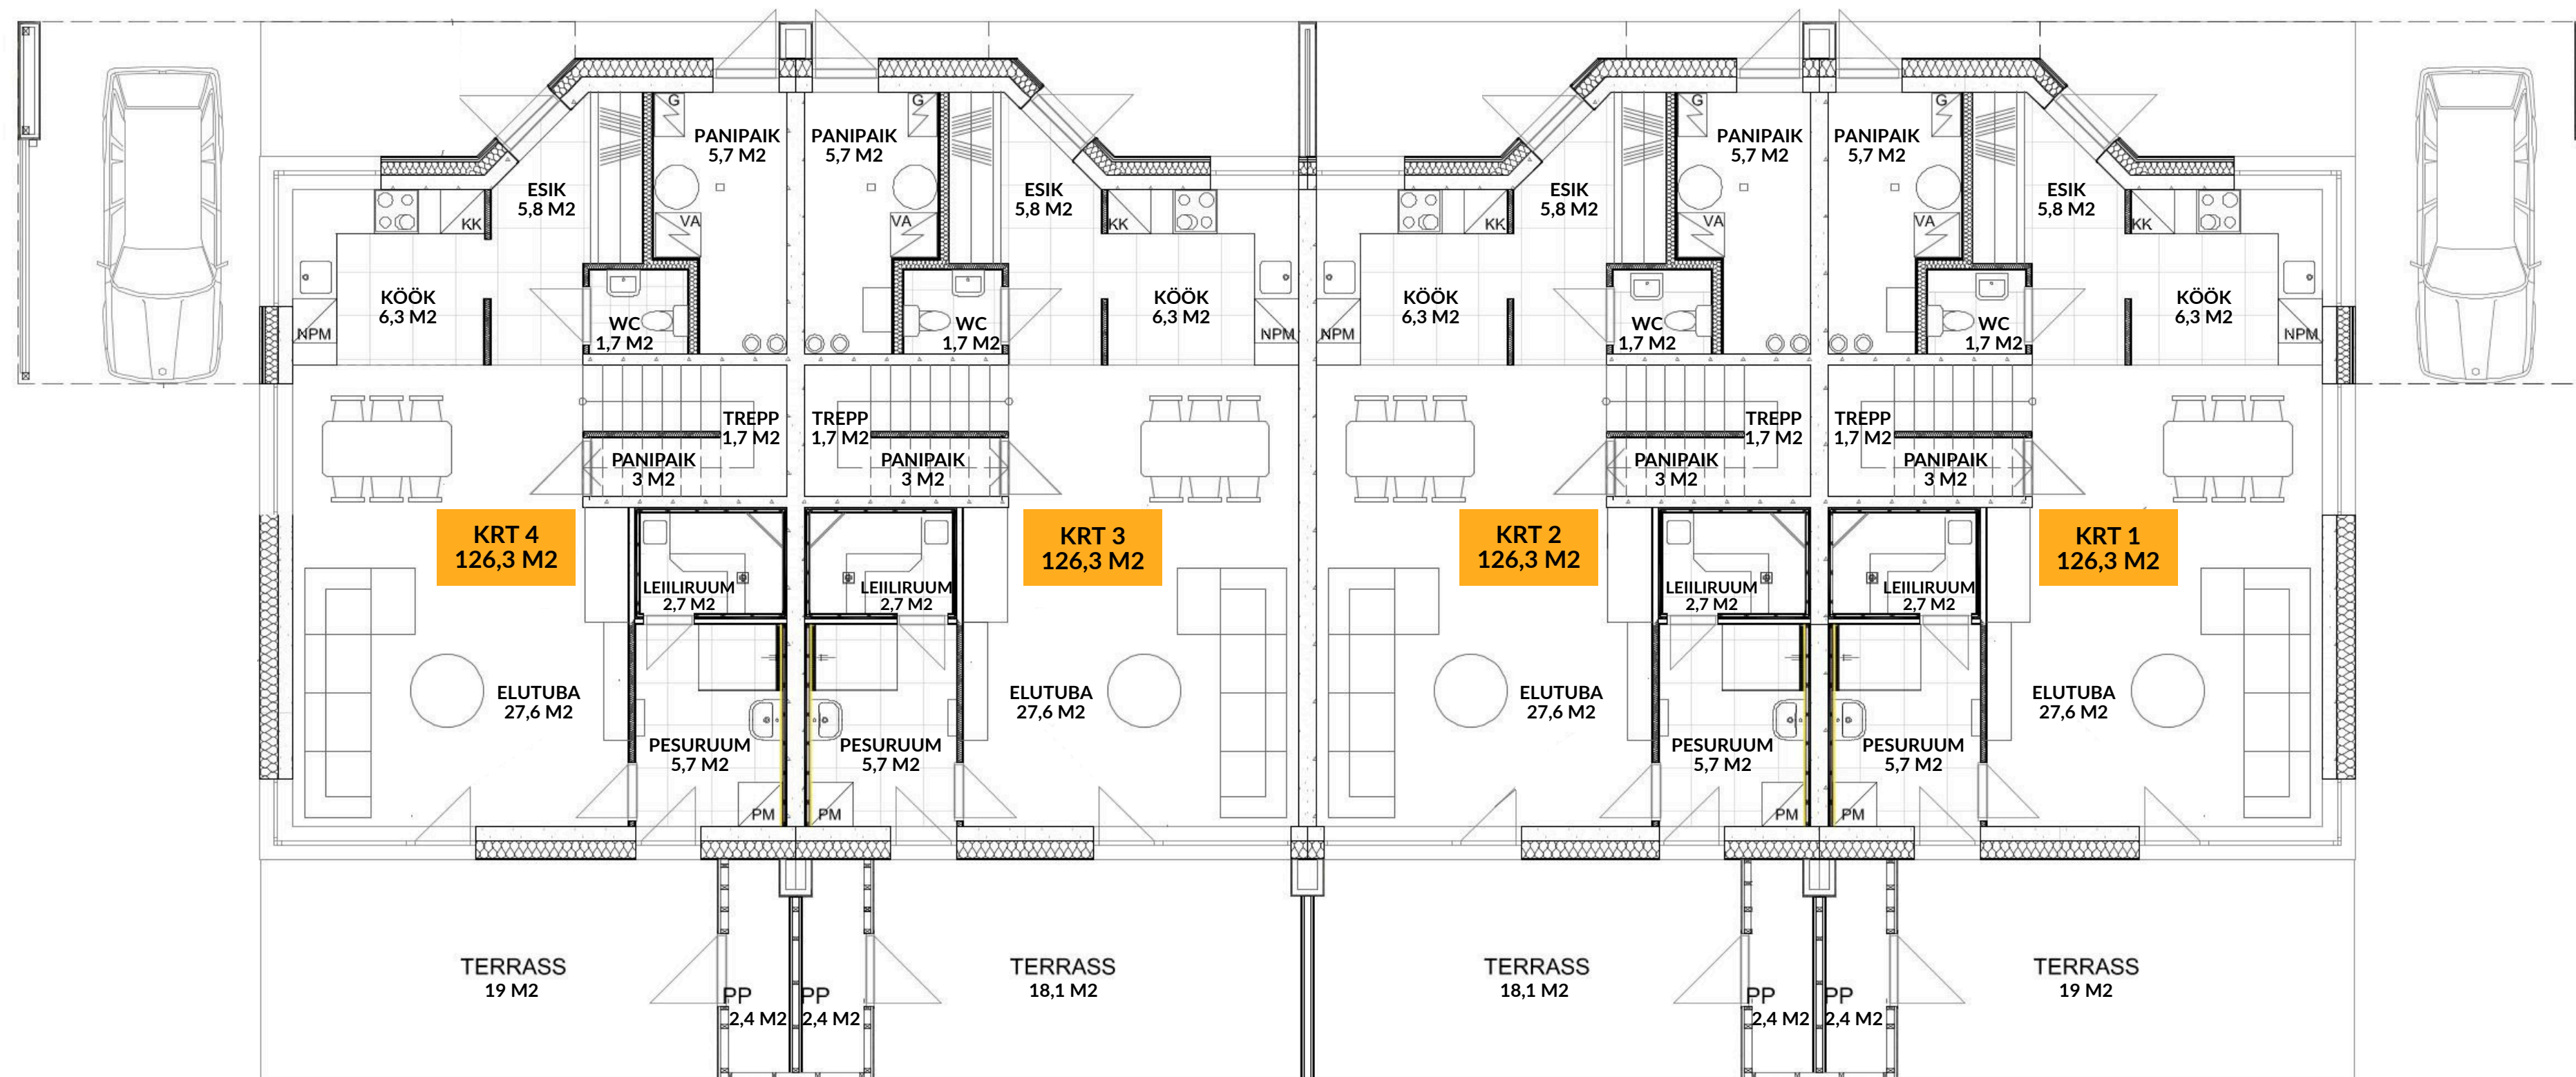 G
PANIPAIK
5,7 M2
PANIPAIK
5,7 M2
G
G
PANIPAIK
5,7 M2
PANIPAIK
5,7 M2
G
ESIK
5,8 M2
VA
VA
ESIK
5,8 M2
ESIK
5,8 M2
VA
VA
ESIK
5,8 M2
KK
KK
KK
KK
KÖÖK
6,3 M2
KÖÖK
6,3 M2
KÖÖK
6,3 M2
KÖÖK
6,3 M2
NPM
WC
1,7 M2
WC
1,7 M2
NPM
NPM
WC
1,7 M2
WC
1,7 M2
NPM
TREPP
1,7 M2
TREPP
1,7 M2
TREPP
1,7 M2
TREPP
1,7 M2
PANIPAIK
3 M2
PANIPAIK
3 M2
PANIPAIK
3 M2
PANIPAIK
3 M2
KRT 4
126,3 M2
KRT 3
126,3 M2
KRT 2
126,3 M2
KRT 1
126,3 M2
LEIILIRUUM
2,7 M2
LEIILIRUUM
2,7 M2
LEIILIRUUM
2,7 M2
LEIILIRUUM
2,7 M2
ELUTUBA
27,6 M2
ELUTUBA
27,6 M2
ELUTUBA
27,6 M2
ELUTUBA
27,6 M2
PESURUUM
5,7 M2
PESURUUM
5,7 M2
PESURUUM
5,7 M2
PESURUUM
5,7 M2
PM
PM
PM
PM
TERRASS
19 M2
TERRASS
18,1 M2
TERRASS
18,1 M2
TERRASS
19 M2
PP
2,4 M2
PP
2,4 M2
PP
2,4 M2
PP
2,4 M2